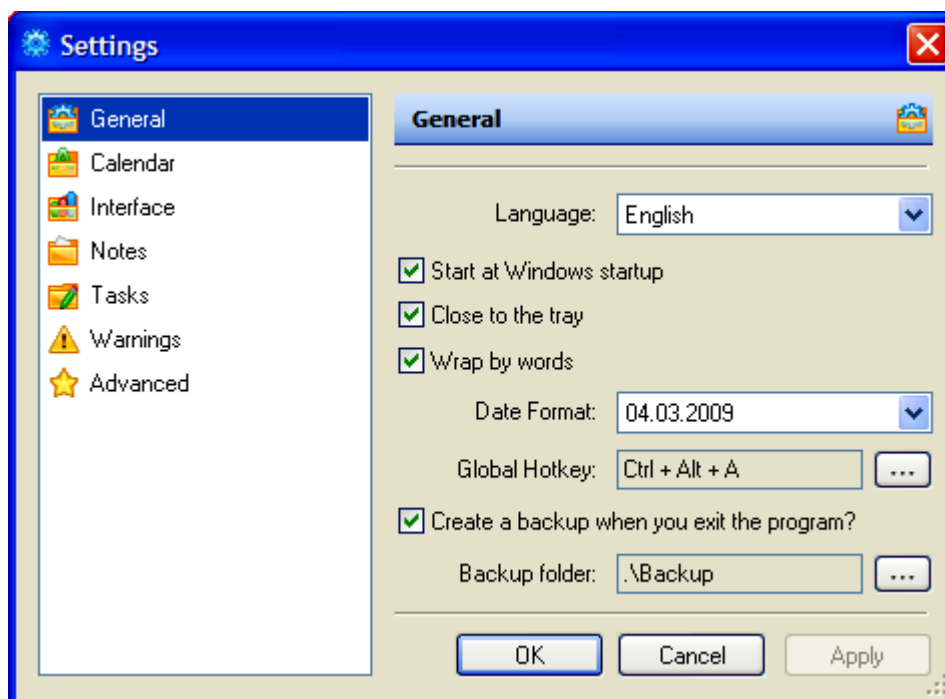 Settings
General
Calendar
Interface
Notes
Tasks
Warnings
Advanced
General
Language: English
Start at Windows startup
Close to the tray
Wrap by words
Date Format: 04.03.2009
Global Hotkey: Ctrl + Alt + A ...
Create a backup when you exit the program?
Backup folder: .\Backup ...
OK Cancel Apply